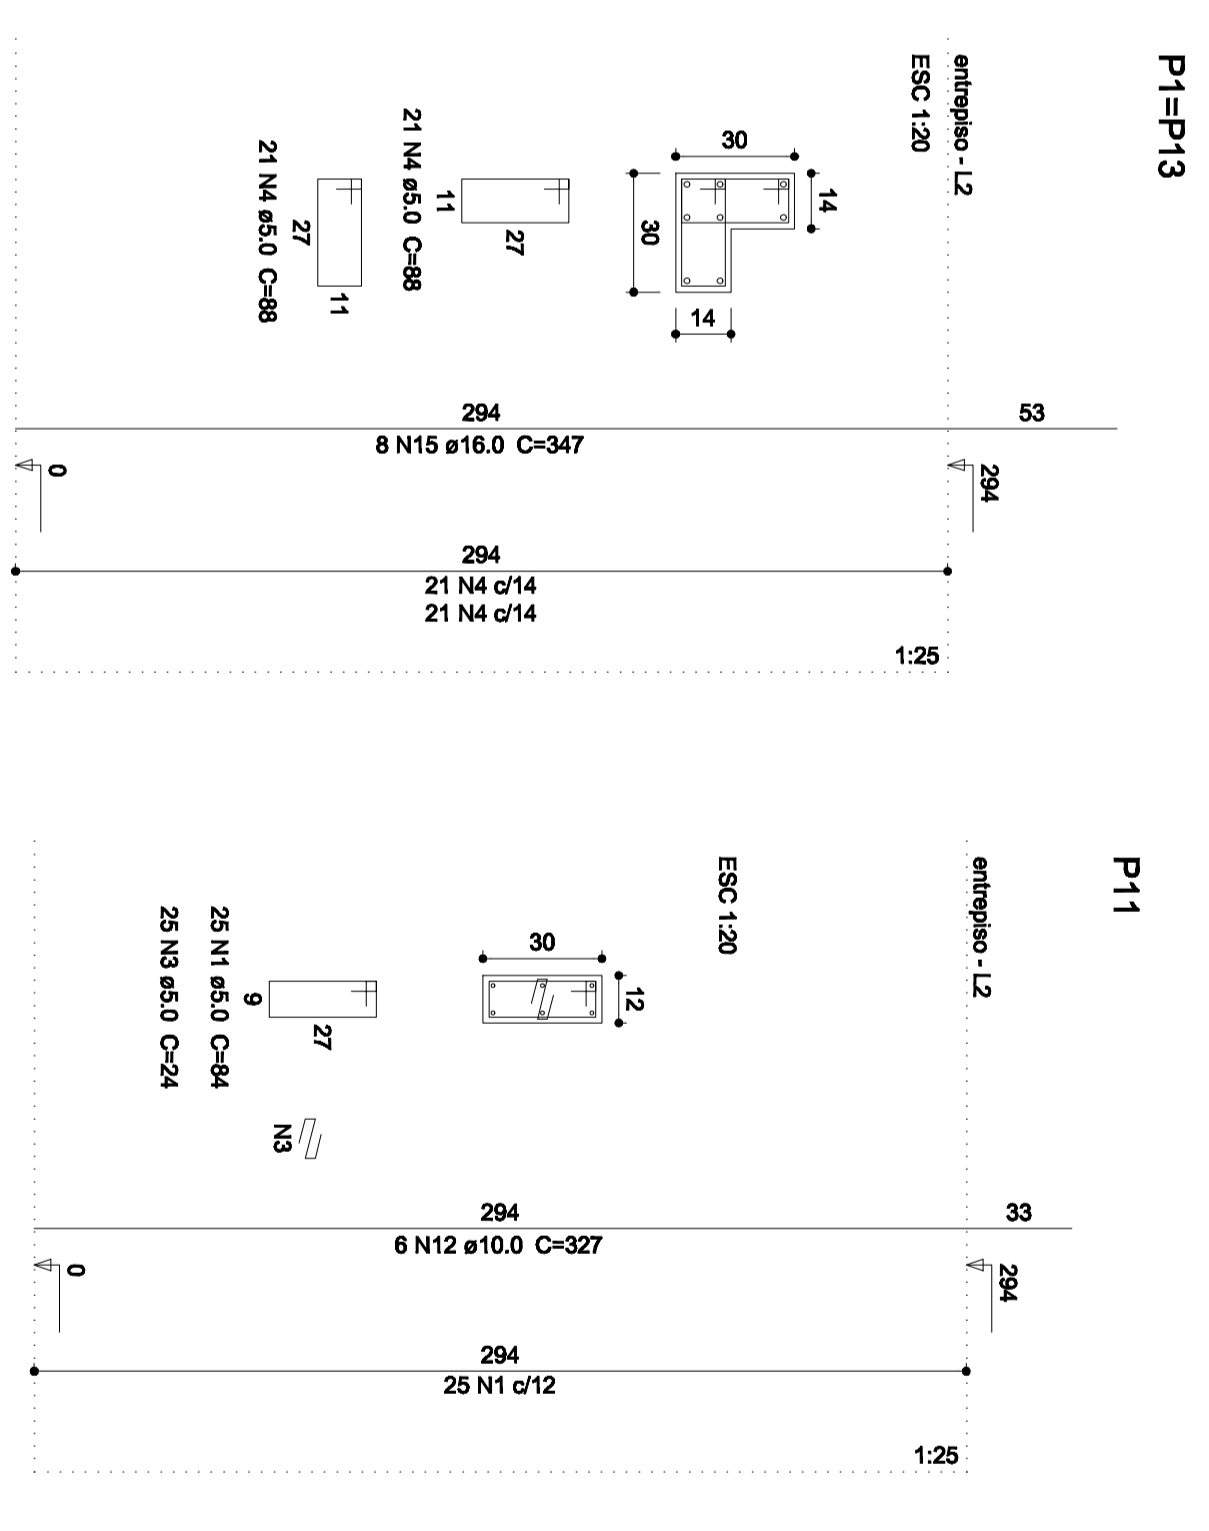 P1=P13
entrepiso - L2
ESC 1:20
30
14
30
14
11
27
21 N4 ø5.0 C=88
27
11
21 N4 ø5.0 C=88
294
53
8 N15 ø16.0 C=347
0
294
294
21 N4 c/14
21 N4 c/14
1:25
P11
entrepiso - L2
ESC 1:20
30
12
9
27
25 N1 ø5.0 C=84
25 N3 ø5.0 C=24
N3
294
33
6 N12 ø10.0 C=327
0
294
294
25 N1 c/12
1:25